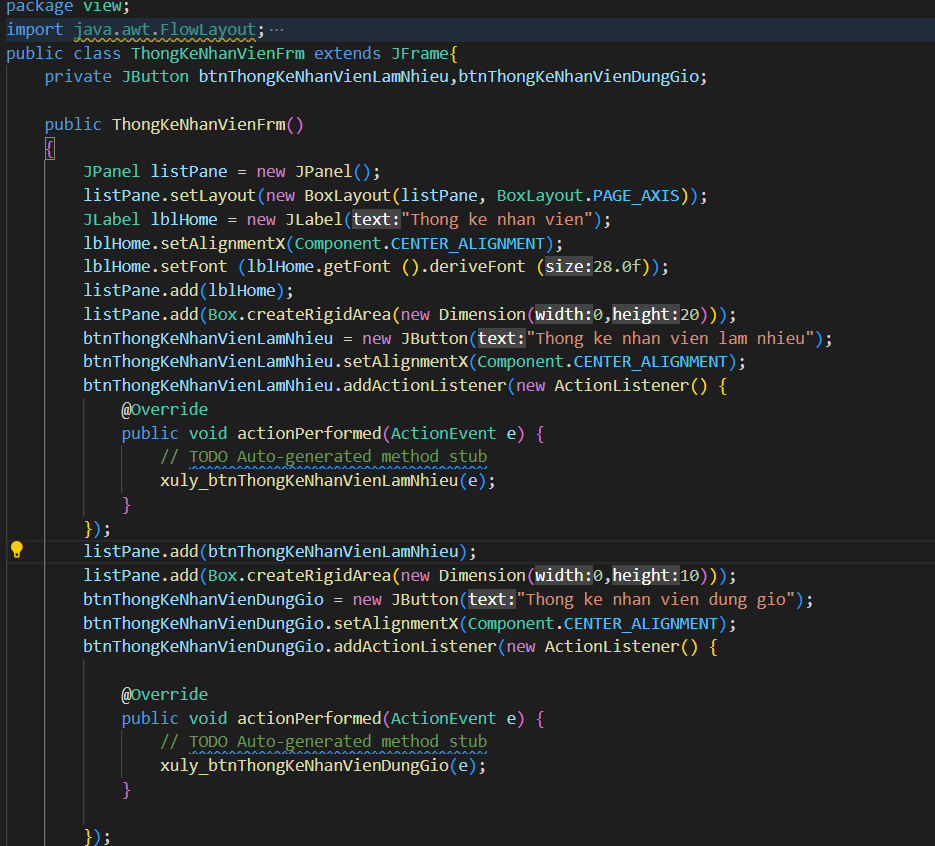 package view;
import java.awt.FlowLayout; ...
public class ThongKeNhanVienFrm extends JFrame{
    private JButton btnThongKeNhanVienLamNhieu,btnThongKeNhanVienDungGio;
    public ThongKeNhanVienFrm()
    {
        JPanel listPane = new JPanel();
        listPane.setLayout(new BoxLayout(listPane, BoxLayout.PAGE_AXIS));
        JLabel lblHome = new JLabel(text:"Thong ke nhan vien");
        lblHome.setAlignmentX(Component.CENTER_ALIGNMENT);
        lblHome.setFont (lblHome.getFont ().deriveFont (size:28.0f));
        listPane.add(lblHome);
        listPane.add(Box.createRigidArea(new Dimension(width:0,height:20)));
        btnThongKeNhanVienLamNhieu = new JButton(text:"Thong ke nhan vien lam nhieu");
        btnThongKeNhanVienLamNhieu.setAlignmentX(Component.CENTER_ALIGNMENT);
        btnThongKeNhanVienLamNhieu.addActionListener(new ActionListener() {
            @Override
            public void actionPerformed(ActionEvent e) {
                // TODO Auto-generated method stub
                xuly_btnThongKeNhanVienLamNhieu(e);
            }
        });
        listPane.add(btnThongKeNhanVienLamNhieu);
        listPane.add(Box.createRigidArea(new Dimension(width:0,height:10)));
        btnThongKeNhanVienDungGio = new JButton(text:"Thong ke nhan vien dung gio");
        btnThongKeNhanVienDungGio.setAlignmentX(Component.CENTER_ALIGNMENT);
        btnThongKeNhanVienDungGio.addActionListener(new ActionListener() {
            @Override
            public void actionPerformed(ActionEvent e) {
                // TODO Auto-generated method stub
                xuly_btnThongKeNhanVienDungGio(e);
            }
        });